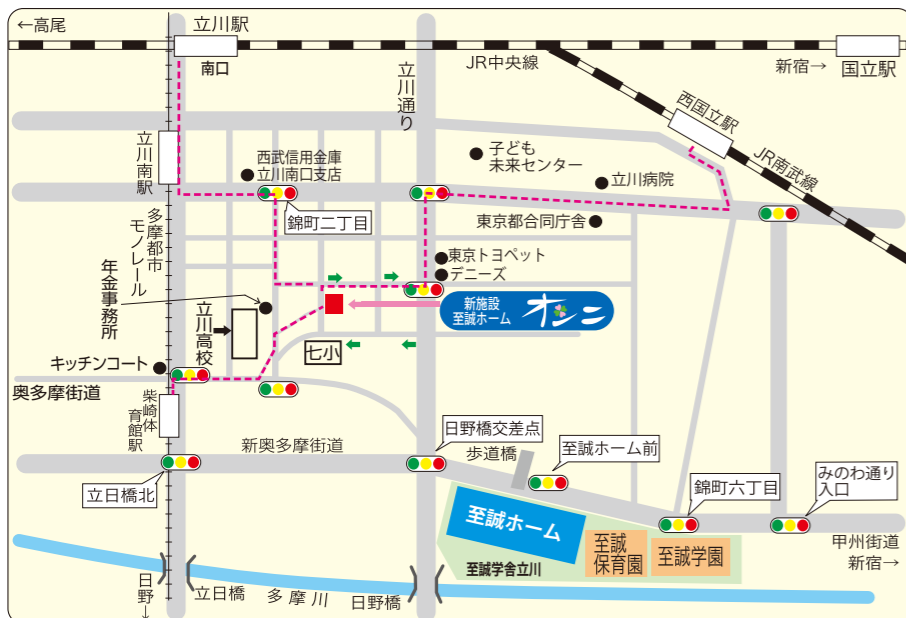 ←高尾
立川駅
南口
JR中央線
新宿→
国立駅
立川通り
西国立駅
JR南武線
立川南駅
西武信用金庫
立川南口支店
子ども
未来センター
立川病院
錦町二丁目
東京都合同庁舎
多摩都市
モノレール
東京トヨペット
デニーズ
年金事務所
新施設
至誠ホーム
オンニ
立川高校
七小
キッチンコート
奥多摩街道
柴崎体
育館駅
新奥多摩街道
日野橋交差点
歩道橋
至誠ホーム前
みのわ通り
入口
錦町六丁目
立日橋北
至誠ホーム
至誠
保育園
至誠学園
至誠学舎立川
甲州街道
新宿→
日野→
立日橋
多摩川
日野橋